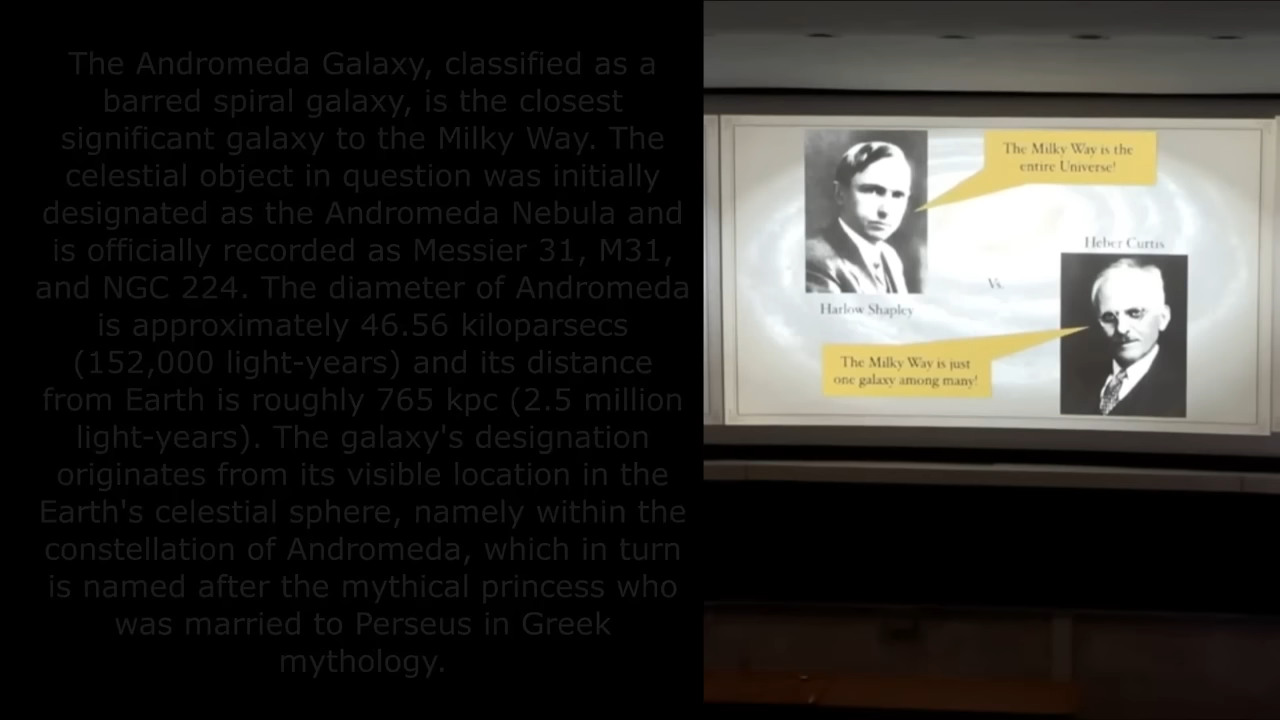 The Andromeda Galaxy, classified as a
barred spiral galaxy, is the closest
significant galaxy to the Milky Way. The
celestial object in question was initially
designated as the Andromeda Nebula and
is officially recorded as Messier 31, M31,
and NGC 224. The diameter of Andromeda
is approximately 46.56 kiloparsecs
(152,000 light-years) and its distance
from Earth is roughly 765 kpc (2.5 million
light-years). The galaxy's designation
originates from its visible location in the
Earth's celestial sphere, namely within the
constellation of Andromeda, which in turn
is named after the mythical princess who
was married to Perseus in Greek
mythology.
The Milky Way is the
entire Universe!
Harlow Shapley
Vs.
Heber Curtis
The Milky Way is just
one galaxy among many!